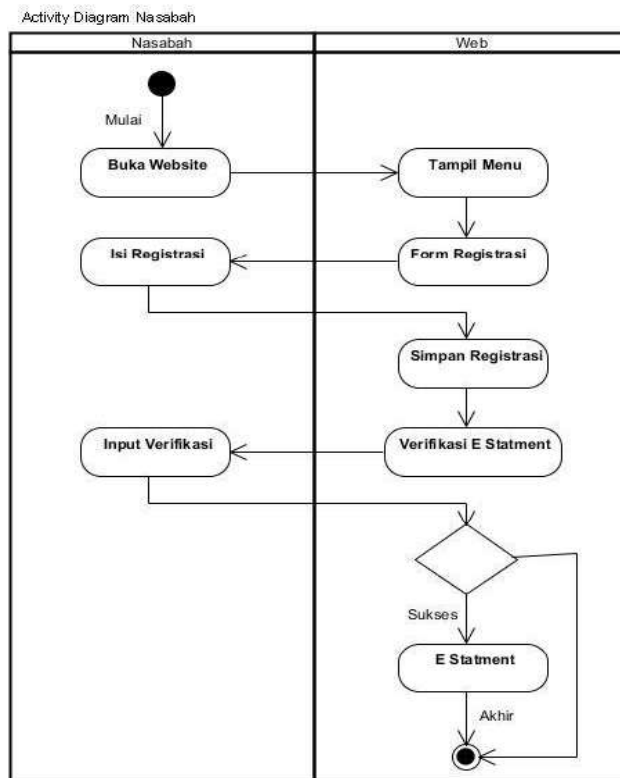 Activity Diagram Nasabah
Nasabah
Web
Mulai
Buka Website
Tampil Menu
Isi Registrasi
Form Registrasi
Simpan Registrasi
Input Verifikasi
Verifikasi E Statment
Sukses
E Statment
Akhir